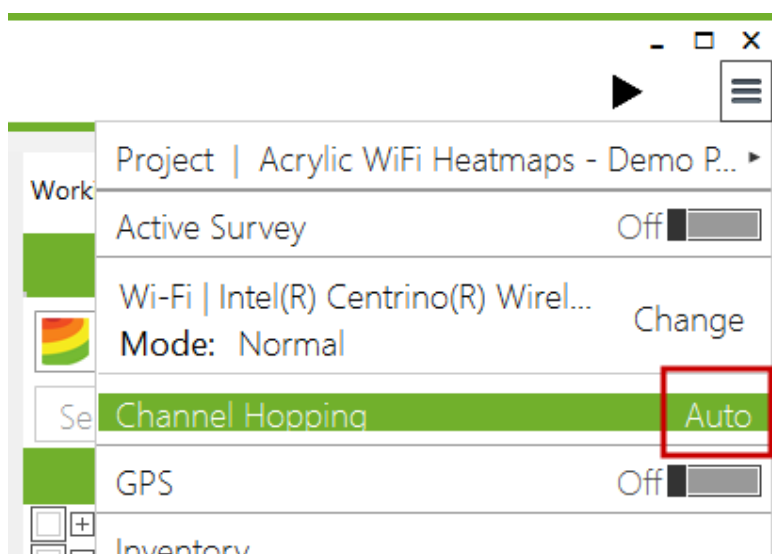 Project | Acrylic WiFi Heatmaps - Demo P...
Work
Active Survey Off
Wi-Fi | Intel(R) Centrino(R) Wirel... Change
Mode: Normal
Se Channel Hopping Auto
GPS Off
Inventory